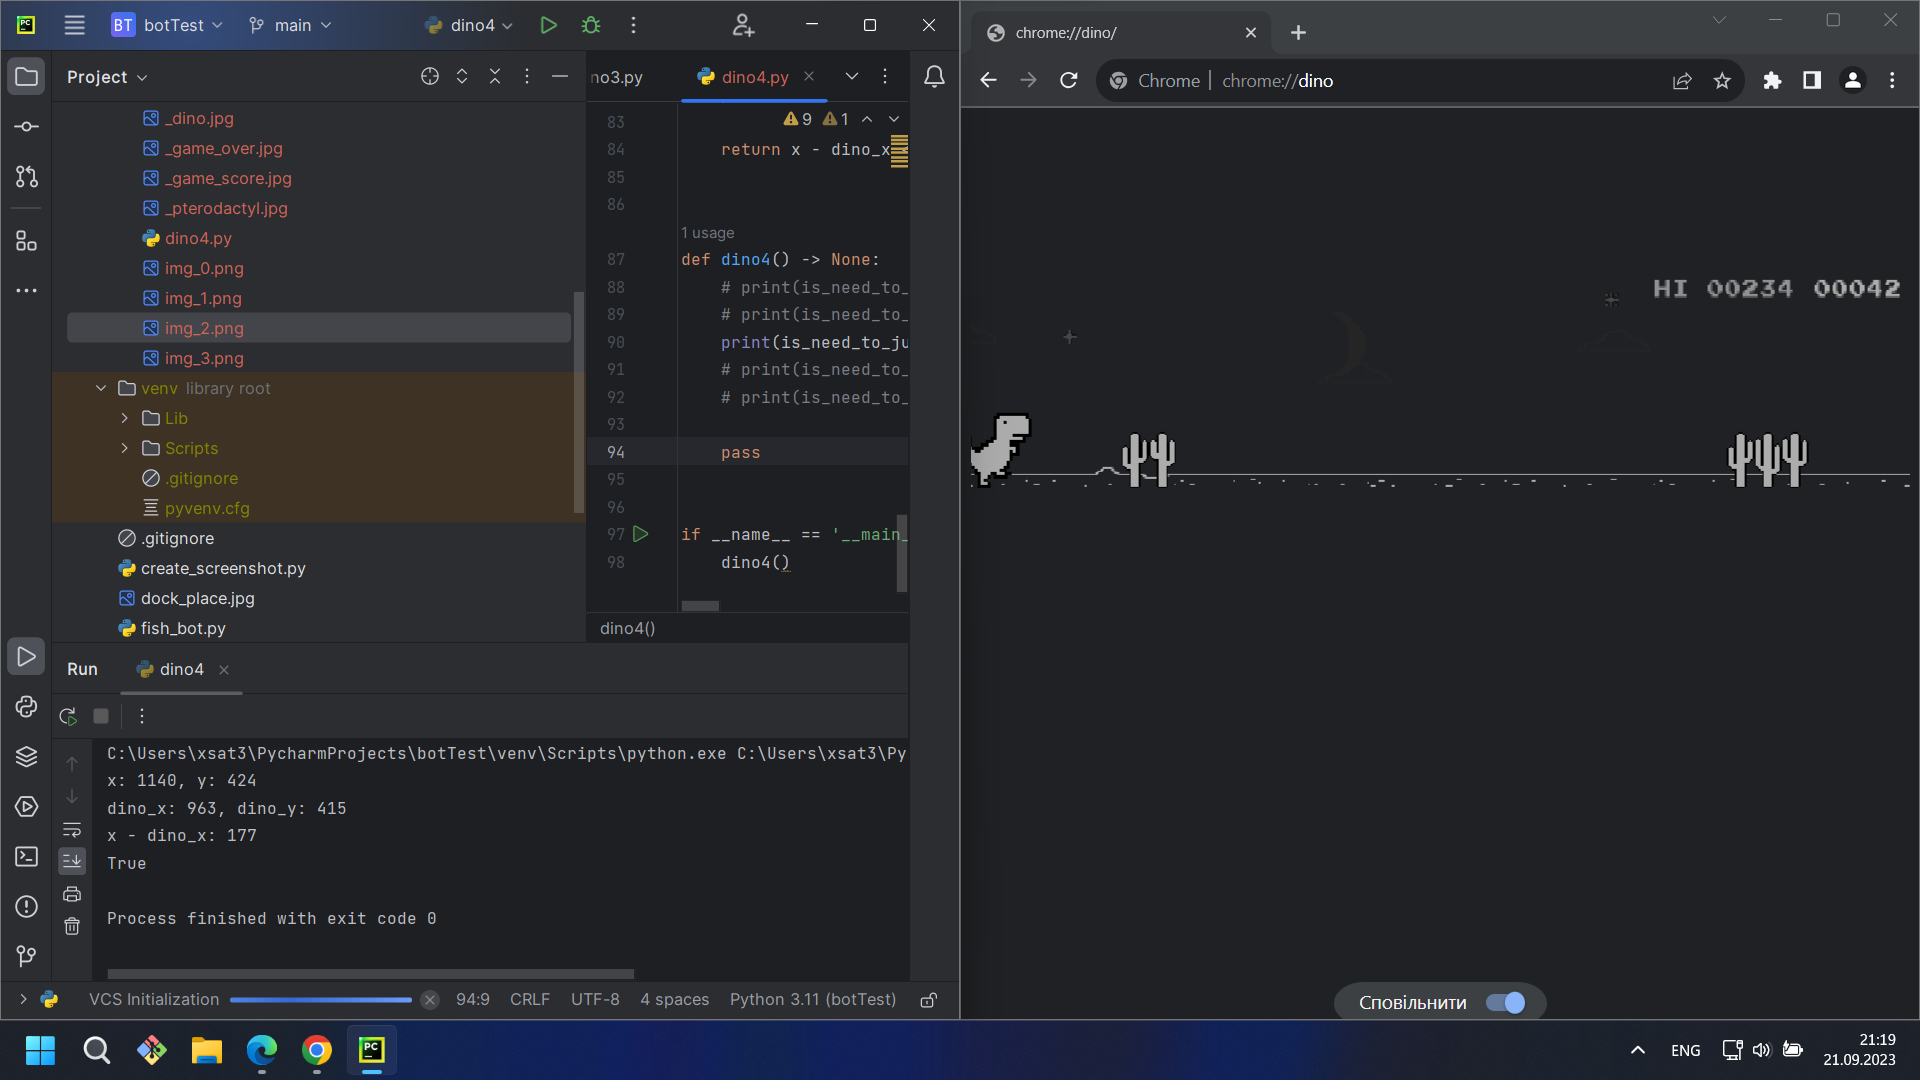 BT botTest main dino4
Project
_dino.jpg
_game_over.jpg
_game_score.jpg
_pterodactyl.jpg
dino4.py
img_0.png
img_1.png
img_2.png
img_3.png
venv library root
Lib
Scripts
.gitignore
pyvenv.cfg
.gitignore
create_screenshot.py
dock_place.jpg
fish_bot.py
no3.py dino4.py
9 1
83
84 return x - dino_x
85
86
1 usage
87 def dino4() -> None:
88 # print(is_need_to_
89 # print(is_need_to_
90 print(is_need_to_ju
91 # print(is_need_to_
92 # print(is_need_to_
93
94 pass
95
96
97 if __name__ == '__main_
98 dino4()
dino4()
Run dino4
C:\Users\xsat3\PycharmProjects\botTest\venv\Scripts\python.exe C:\Users\xsat3\Py
x: 1140, y: 424
dino_x: 963, dino_y: 415
x - dino_x: 177
True
Process finished with exit code 0
VCS Initialization 94:9 CRLF UTF-8 4 spaces Python 3.11 (botTest)
chrome://dino/
Chrome | chrome://dino
HI 00234 00042
Сповільнити
PC
ENG
21:19
21.09.2023